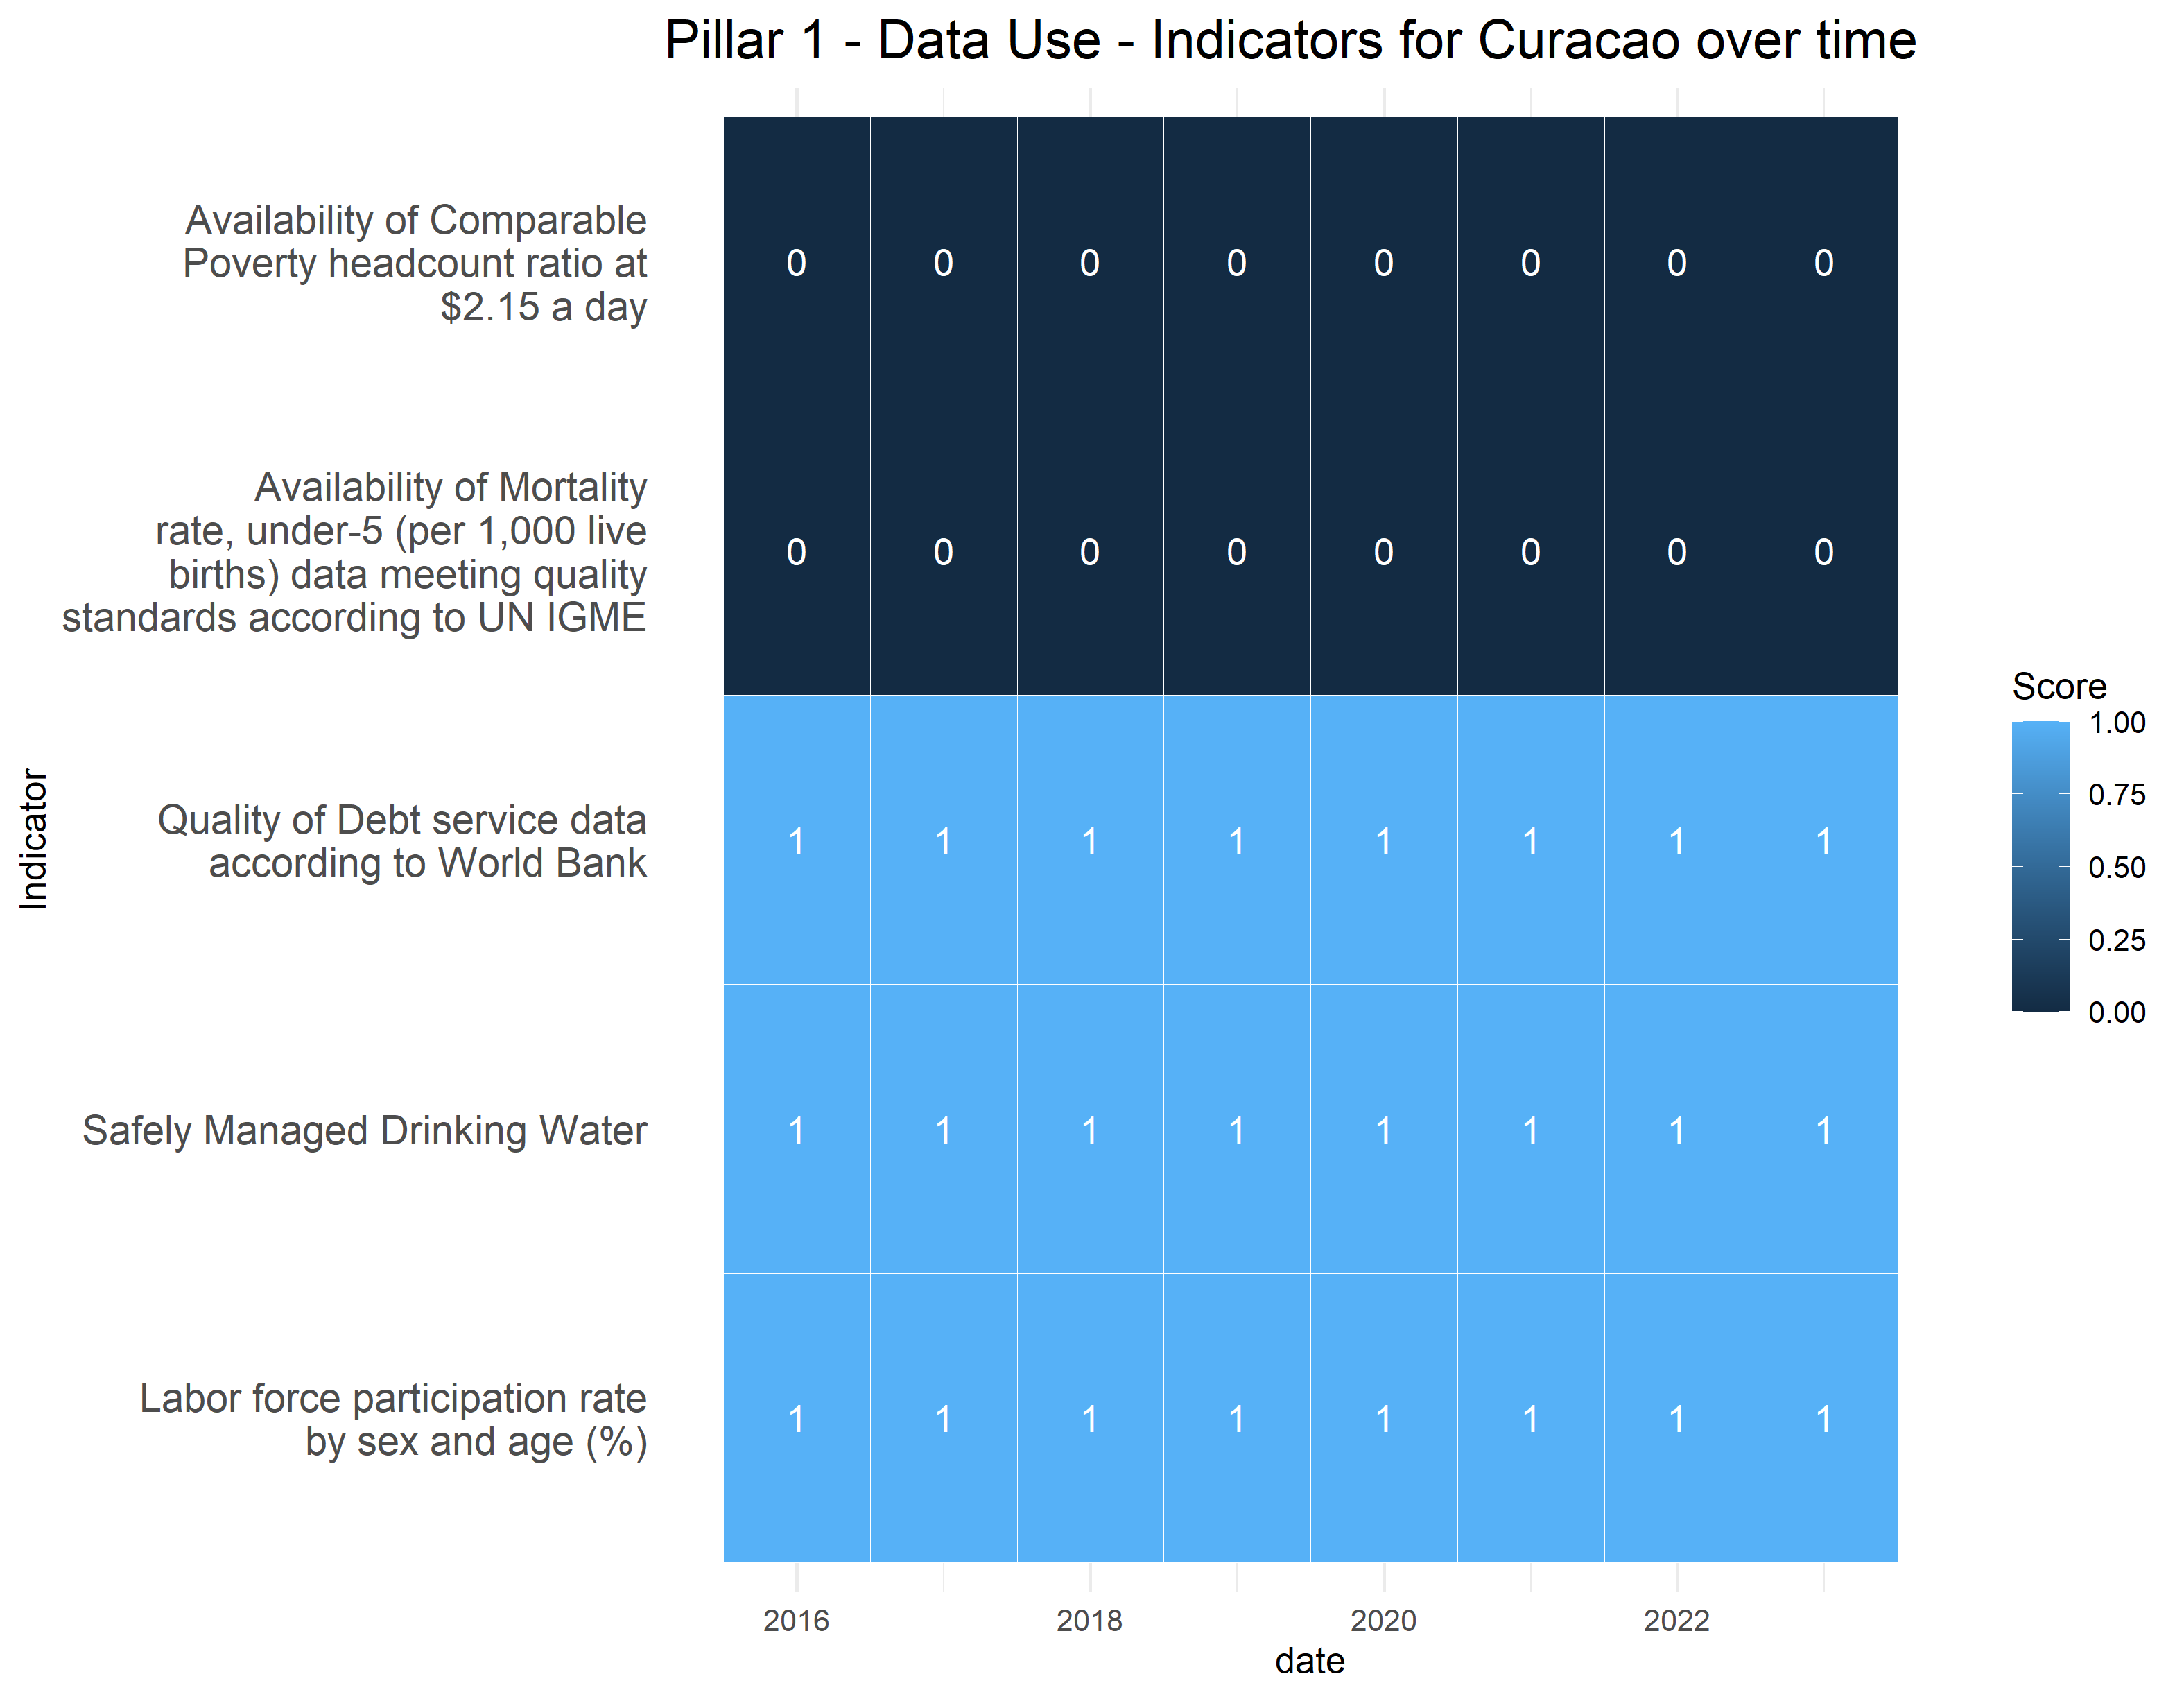 Pillar 1 - Data Use - Indicators for Curacao over time
Availability of Comparable
Poverty headcount ratio at
$2.15 a day
0 0 0 0 0 0 0 0
Availability of Mortality
rate, under-5 (per 1,000 live
births) data meeting quality
standards according to UN IGME
0 0 0 0 0 0 0 0
Quality of Debt service data
according to World Bank
1 1 1 1 1 1 1 1
Safely Managed Drinking Water
1 1 1 1 1 1 1 1
Labor force participation rate
by sex and age (%)
1 1 1 1 1 1 1 1
Indicator
2016 2018 2020 2022
date
Score
1.00
0.75
0.50
0.25
0.00